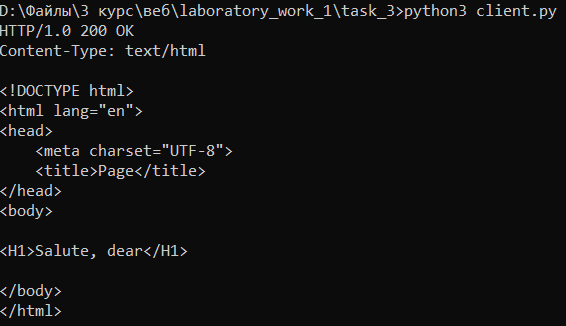 D:\Файлы\3 курс\веб\laboratory_work_1\task_3>python3 client.py
HTTP/1.0 200 OK
Content-Type: text/html

<!DOCTYPE html>
<html lang="en">
<head>
    <meta charset="UTF-8">
    <title>Page</title>
</head>
<body>

<H1>Salute, dear</H1>

</body>
</html>